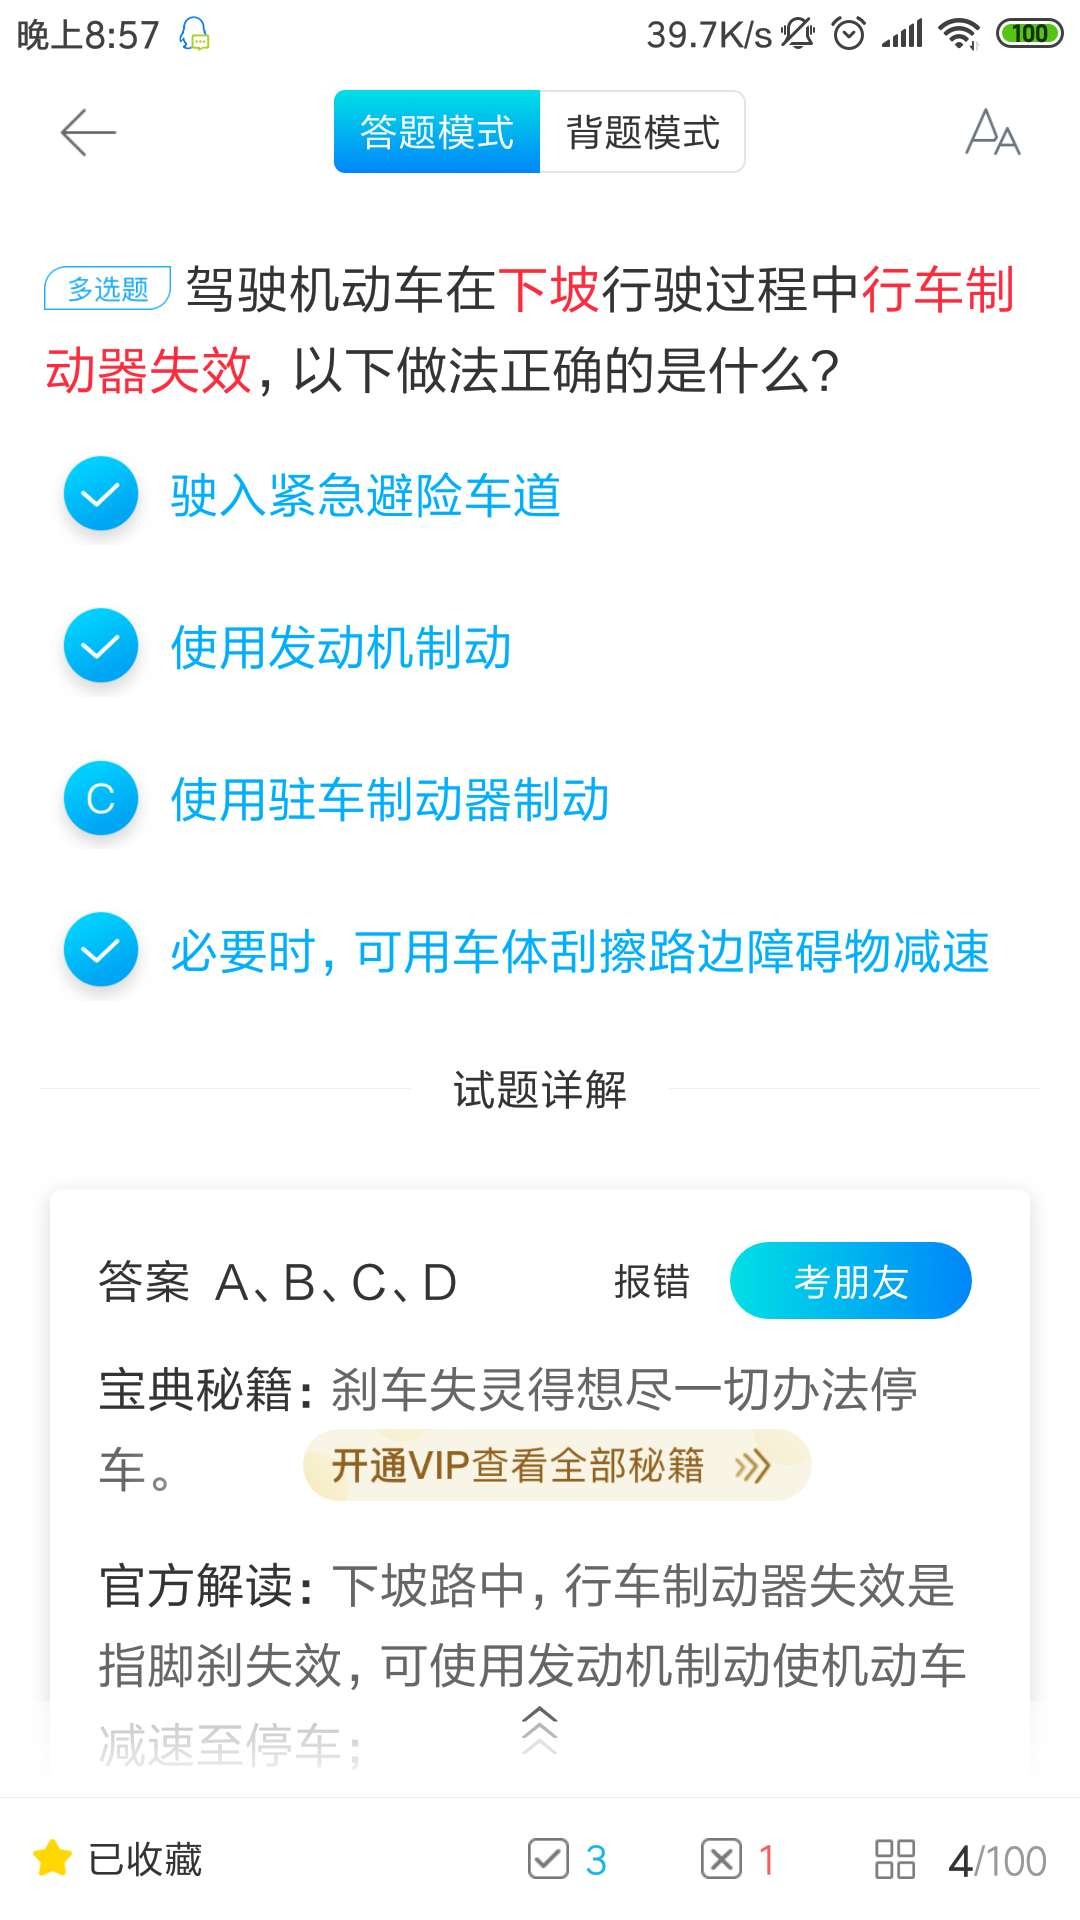 晚上8:57 39.7K/s 100
答题模式 背题模式
多选题 驾驶机动车在下坡行驶过程中行车制
动器失效，以下做法正确的是什么？
驶入紧急避险车道
使用发动机制动
C 使用驻车制动器制动
必要时，可用车体刮擦路边障碍物减速
试题详解
答案 A、B、C、D 报错 考朋友
宝典秘籍：刹车失灵得想尽一切办法停
车。 开通VIP查看全部秘籍
官方解读：下坡路中，行车制动器失效是
指脚刹失效，可使用发动机制动使机动车
减速至停车；
已收藏 3 1 4/100